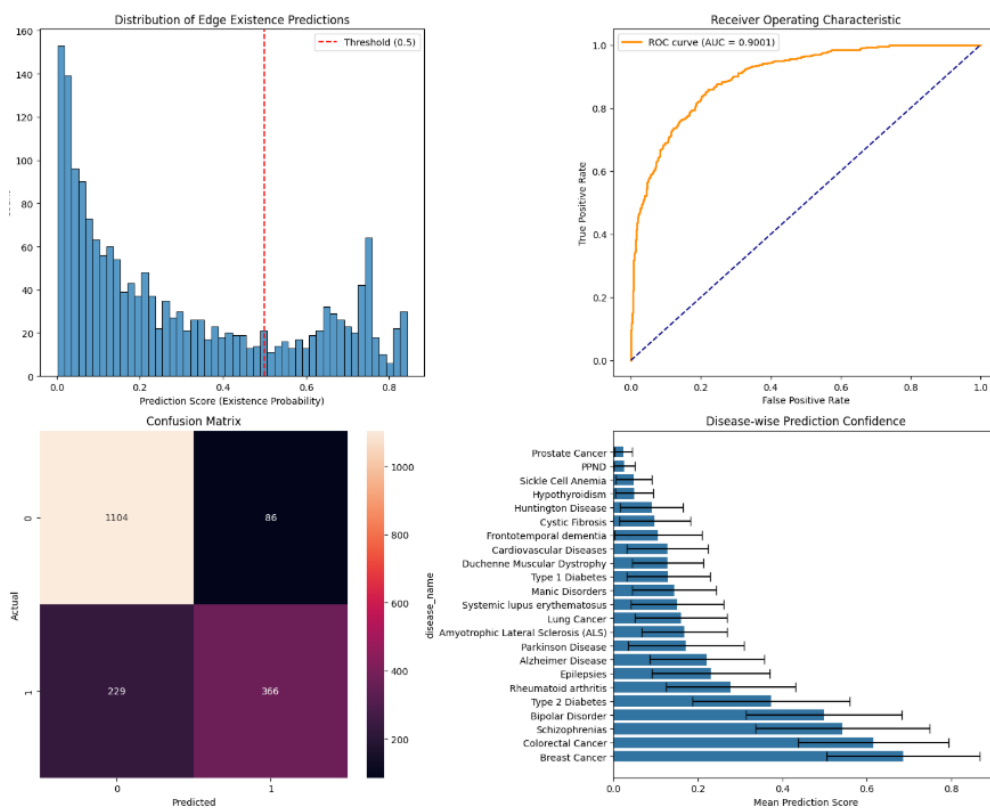 Distribution of Edge Existence Predictions
160
140
120
100
80
60
40
20
0
Threshold (0.5)
0.0 0.2 0.4 0.6 0.8
Prediction Score (Existence Probability)
Receiver Operating Characteristic
ROC curve (AUC = 0.9001)
1.0
0.8
0.6
0.4
0.2
0.0
True Positive Rate
0.0 0.2 0.4 0.6 0.8 1.0
False Positive Rate
Confusion Matrix
Actual
0
1
1104 86
229 366
0 1
Predicted
1000
800
600
400
200
Disease-wise Prediction Confidence
disease_name
Prostate Cancer
PPND
Sickle Cell Anemia
Hypothyroidism
Huntington Disease
Cystic Fibrosis
Frontotemporal dementia
Cardiovascular Diseases
Duchenne Muscular Dystrophy
Type 1 Diabetes
Manic Disorders
Systemic lupus erythematosus
Lung Cancer
Amyotrophic Lateral Sclerosis (ALS)
Parkinson Disease
Alzheimer Disease
Epilepsies
Rheumatoid arthritis
Type 2 Diabetes
Bipolar Disorder
Schizophrenias
Colorectal Cancer
Breast Cancer
0.0 0.2 0.4 0.6 0.8
Mean Prediction Score